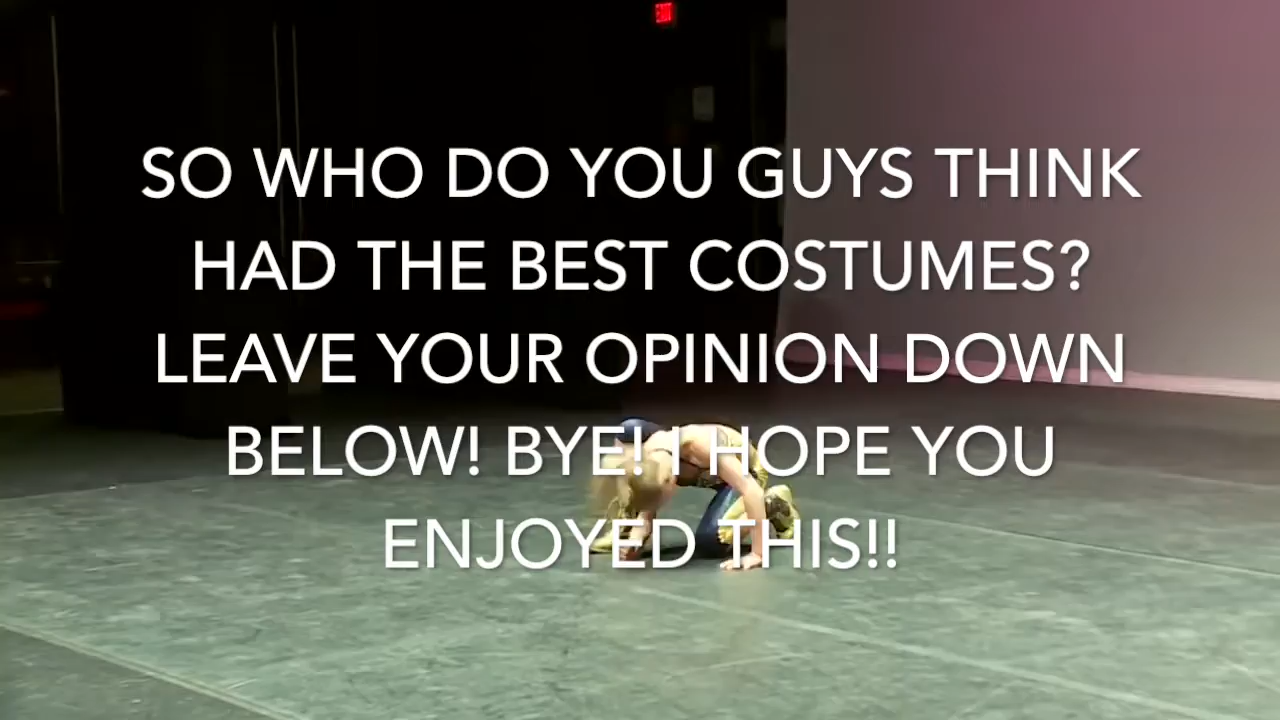 SO WHO DO YOU GUYS THINK
HAD THE BEST COSTUMES?
LEAVE YOUR OPINION DOWN
BELOW! BYE! I HOPE YOU
ENJOYED THIS!!